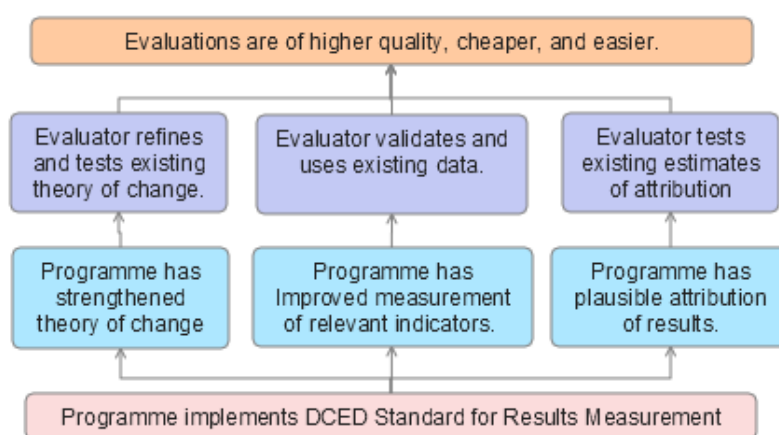 Evaluations are of higher quality, cheaper, and easier.
Evaluator refines
and tests existing
theory of change.
Evaluator validates and
uses existing data.
Evaluator tests
existing estimates
of attribution
Programme has
strengthened
theory of change
Programme has
Improved measurement
of relevant indicators.
Programme has
plausible attribution
of results.
Programme implements DCED Standard for Results Measurement